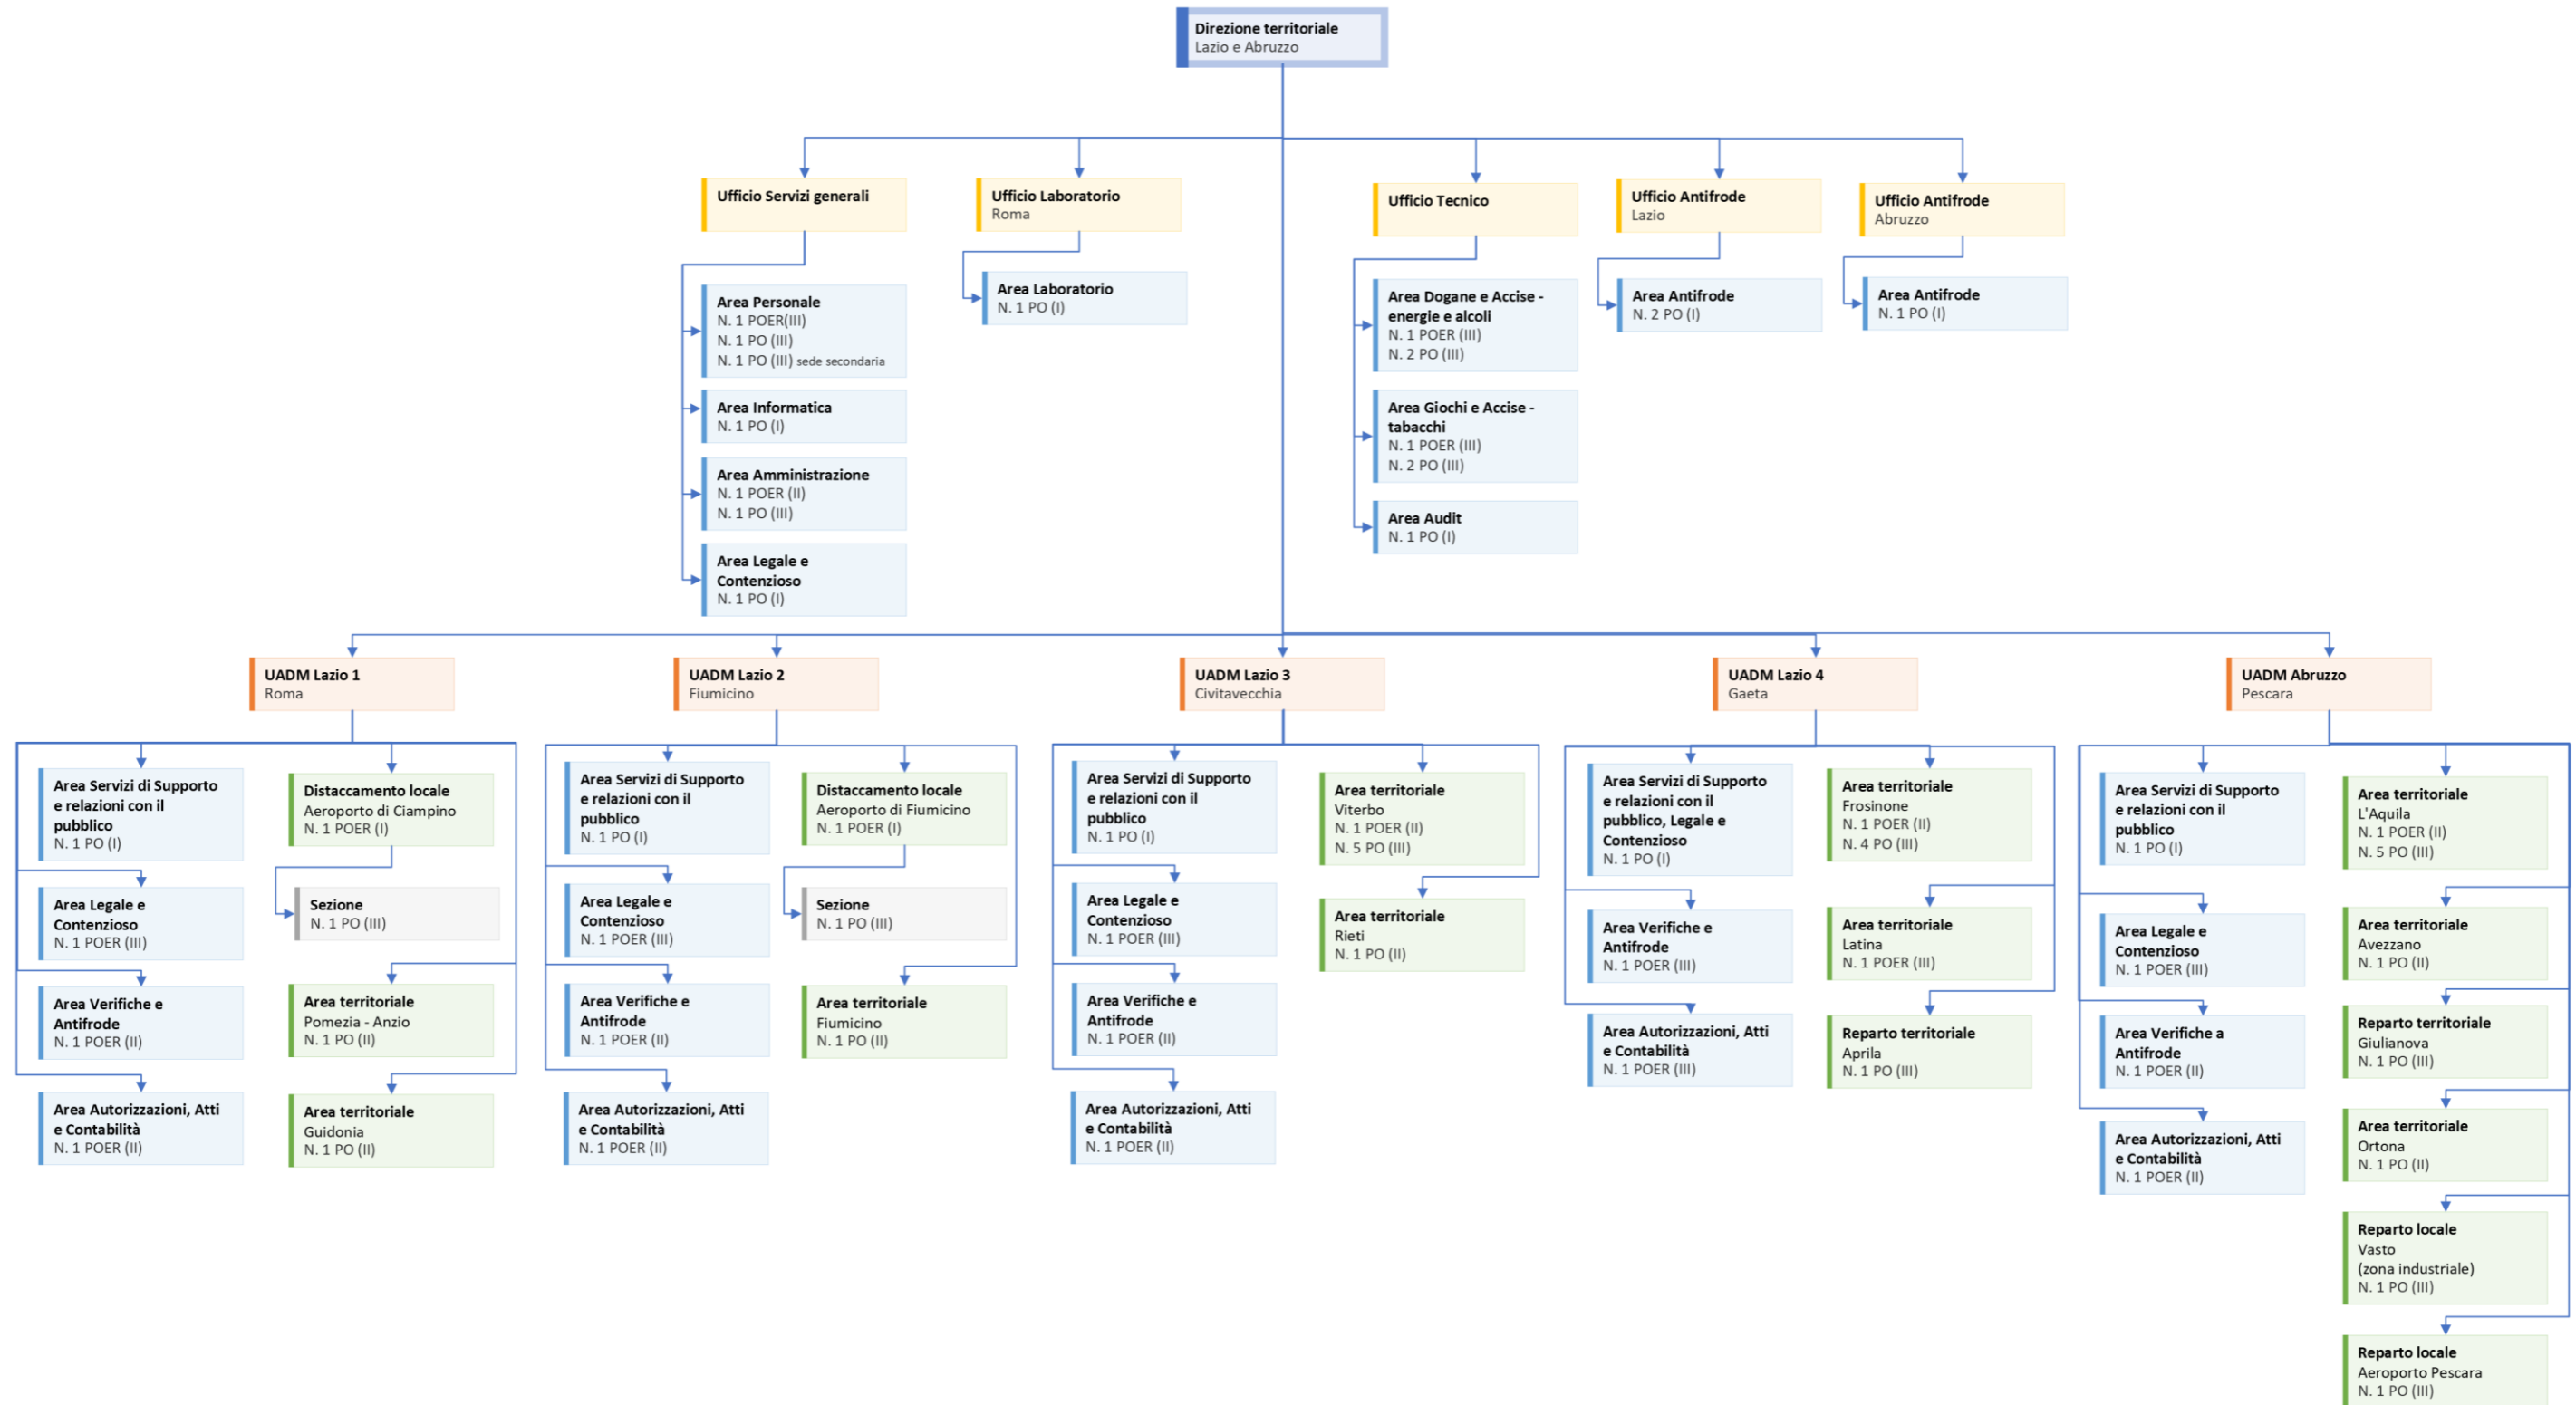 Direzione territoriale
Lazio e Abruzzo
Ufficio Servizi generali
Area Personale
N. 1 POER(III)
N. 1 PO (III)
N. 1 PO (III) sede secondaria
Area Informatica
N. 1 PO (I)
Area Amministrazione
N. 1 POER (II)
N. 1 PO (III)
Area Legale e
Contenzioso
N. 1 PO (I)
Ufficio Laboratorio
Roma
Area Laboratorio
N. 1 PO (I)
Ufficio Tecnico
Area Dogane e Accise -
energie e alcoli
N. 1 POER (III)
N. 2 PO (III)
Area Giochi e Accise -
tabacchi
N. 1 POER (III)
N. 2 PO (III)
Area Audit
N. 1 PO (I)
Ufficio Antifrode
Lazio
Area Antifrode
N. 2 PO (I)
Ufficio Antifrode
Abruzzo
Area Antifrode
N. 1 PO (I)
UADM Lazio 1
Roma
Area Servizi di Supporto
e relazioni con il
pubblico
N. 1 PO (I)
Area Legale e
Contenzioso
N. 1 POER (III)
Area Verifiche e
Antifrode
N. 1 POER (II)
Area Autorizzazioni, Atti
e Contabilità
N. 1 POER (II)
Distaccamento locale
Aeroporto di Ciampino
N. 1 POER (I)
Sezione
N. 1 PO (III)
Area territoriale
Pomezia - Anzio
N. 1 PO (II)
Area territoriale
Guidonia
N. 1 PO (II)
UADM Lazio 2
Fiumicino
Area Servizi di Supporto
e relazioni con il
pubblico
N. 1 PO (I)
Area Legale e
Contenzioso
N. 1 POER (III)
Area Verifiche e
Antifrode
N. 1 POER (II)
Area Autorizzazioni, Atti
e Contabilità
N. 1 POER (II)
Distaccamento locale
Aeroporto di Fiumicino
N. 1 POER (I)
Sezione
N. 1 PO (III)
Area territoriale
Fiumicino
N. 1 PO (II)
UADM Lazio 3
Civitavecchia
Area Servizi di Supporto
e relazioni con il
pubblico
N. 1 PO (I)
Area Legale e
Contenzioso
N. 1 POER (III)
Area Verifiche e
Antifrode
N. 1 POER (II)
Area Autorizzazioni, Atti
e Contabilità
N. 1 POER (II)
Area territoriale
Viterbo
N. 1 POER (II)
N. 5 PO (III)
Area territoriale
Rieti
N. 1 PO (II)
UADM Lazio 4
Gaeta
Area Servizi di Supporto
e relazioni con il
pubblico, Legale e
Contenzioso
N. 1 PO (I)
Area Verifiche e
Antifrode
N. 1 POER (III)
Area Autorizzazioni, Atti
e Contabilità
N. 1 POER (III)
Area territoriale
Frosinone
N. 1 POER (II)
N. 4 PO (III)
Area territoriale
Latina
N. 1 POER (III)
Reparto territoriale
Aprila
N. 1 PO (III)
UADM Abruzzo
Pescara
Area Servizi di Supporto
e relazioni con il
pubblico
N. 1 PO (I)
Area Legale e
Contenzioso
N. 1 POER (III)
Area Verifiche a
Antifrode
N. 1 POER (II)
Area Autorizzazioni, Atti
e Contabilità
N. 1 POER (II)
Area territoriale
L'Aquila
N. 1 POER (II)
N. 5 PO (III)
Area territoriale
Avezzano
N. 1 PO (II)
Reparto territoriale
Giulianova
N. 1 PO (III)
Area territoriale
Ortona
N. 1 PO (II)
Reparto locale
Vasto
(zona industriale)
N. 1 PO (III)
Reparto locale
Aeroporto Pescara
N. 1 PO (III)